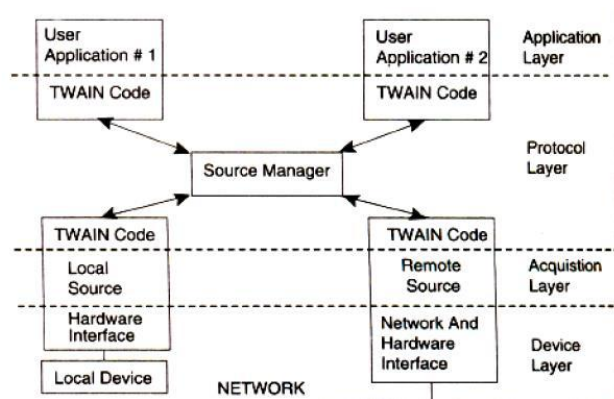 User
Application # 1
TWAIN Code
User
Application # 2
TWAIN Code
Application
Layer
Source Manager
Protocol
Layer
TWAIN Code
Local
Source
Hardware
Interface
Local Device
TWAIN Code
Remote
Source
Network And
Hardware
Interface
Acquistion
Layer
Device
Layer
NETWORK